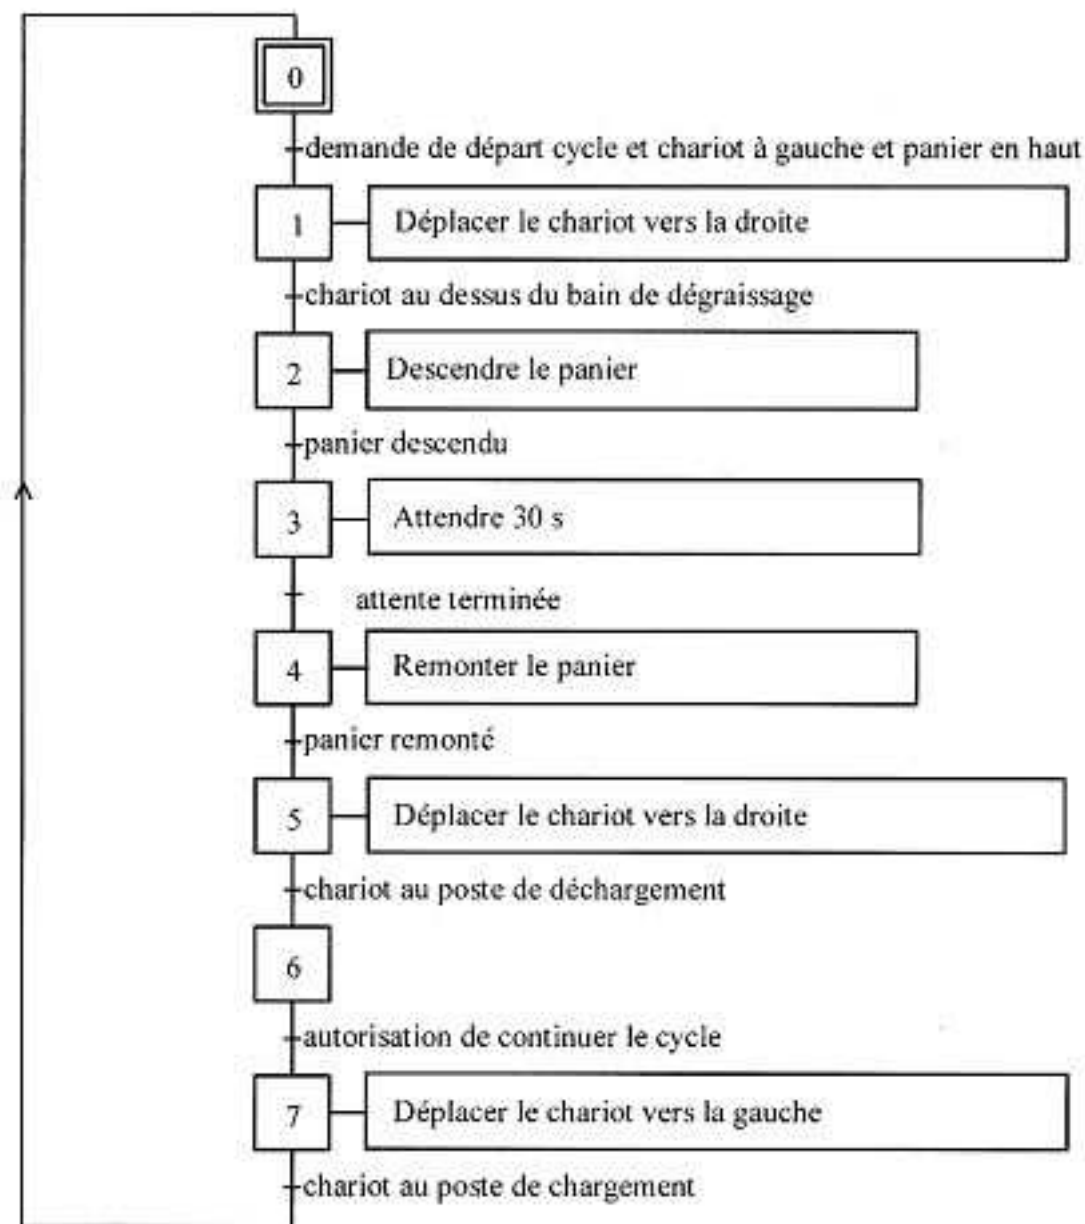 0
demande de départ cycle et chariot à gauche et panier en haut
1 Déplacer le chariot vers la droite
chariot au dessus du bain de dégraissage
2 Descendre le panier
panier descendu
3 Attendre 30 s
attente terminée
4 Remonter le panier
panier remonté
5 Déplacer le chariot vers la droite
chariot au poste de déchargement
6
autorisation de continuer le cycle
7 Déplacer le chariot vers la gauche
chariot au poste de chargement